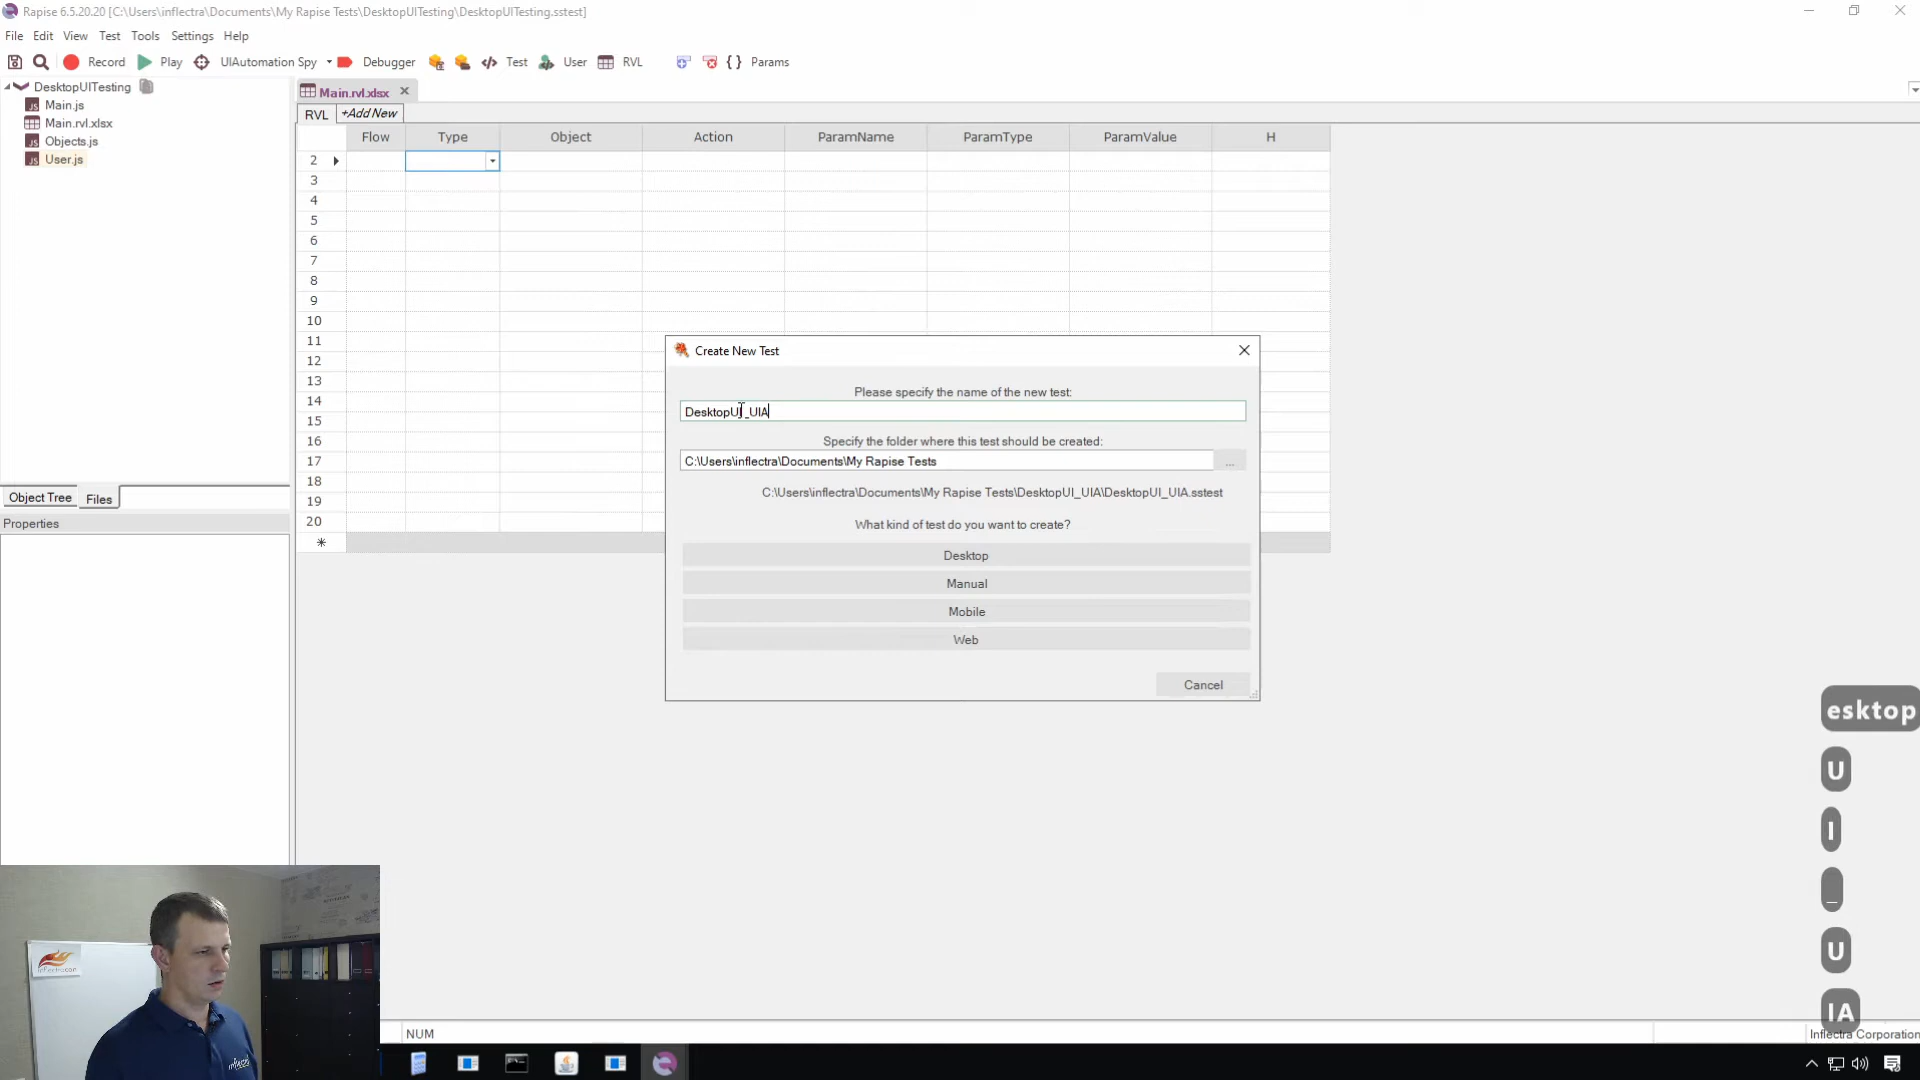 Rapise 6.5.20.20 [C:\Users\inflectra\Documents\My Rapise Tests\DesktopUITesting\DesktopUITesting.sstest]
File Edit View Test Tools Settings Help
Record Play UIAutomation Spy Debugger Test User RVL Params
DesktopUITesting
Main.js
Main.rvl.xlsx
Objects.js
User.js
Object Tree Files
Properties
Main.rvl.xlsx
RVL +Add New
Flow Type Object Action ParamName ParamType ParamValue H
2
3
4
5
6
7
8
9
10
11
12
13
14
15
16
17
18
19
20
*
Create New Test
Please specify the name of the new test:
DesktopUI_UIA
Specify the folder where this test should be created:
C:\Users\inflectra\Documents\My Rapise Tests
...
C:\Users\inflectra\Documents\My Rapise Tests\DesktopUI_UIA\DesktopUI_UIA.sstest
What kind of test do you want to create?
Desktop
Manual
Mobile
Web
Cancel
esktop
U
I
_
U
IA
NUM
Inflectra Corporation